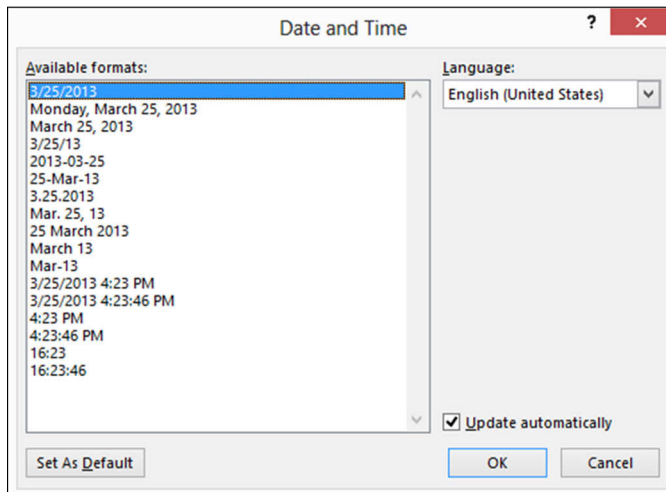 Date and Time
?
Available formats:
3/25/2013
Monday, March 25, 2013
March 25, 2013
3/25/13
2013-03-25
25-Mar-13
3.25.2013
Mar. 25, 13
25 March 2013
March 13
Mar-13
3/25/2013 4:23 PM
3/25/2013 4:23:46 PM
4:23 PM
4:23:46 PM
16:23
16:23:46
Language:
English (United States)
Update automatically
Set As Default
OK
Cancel